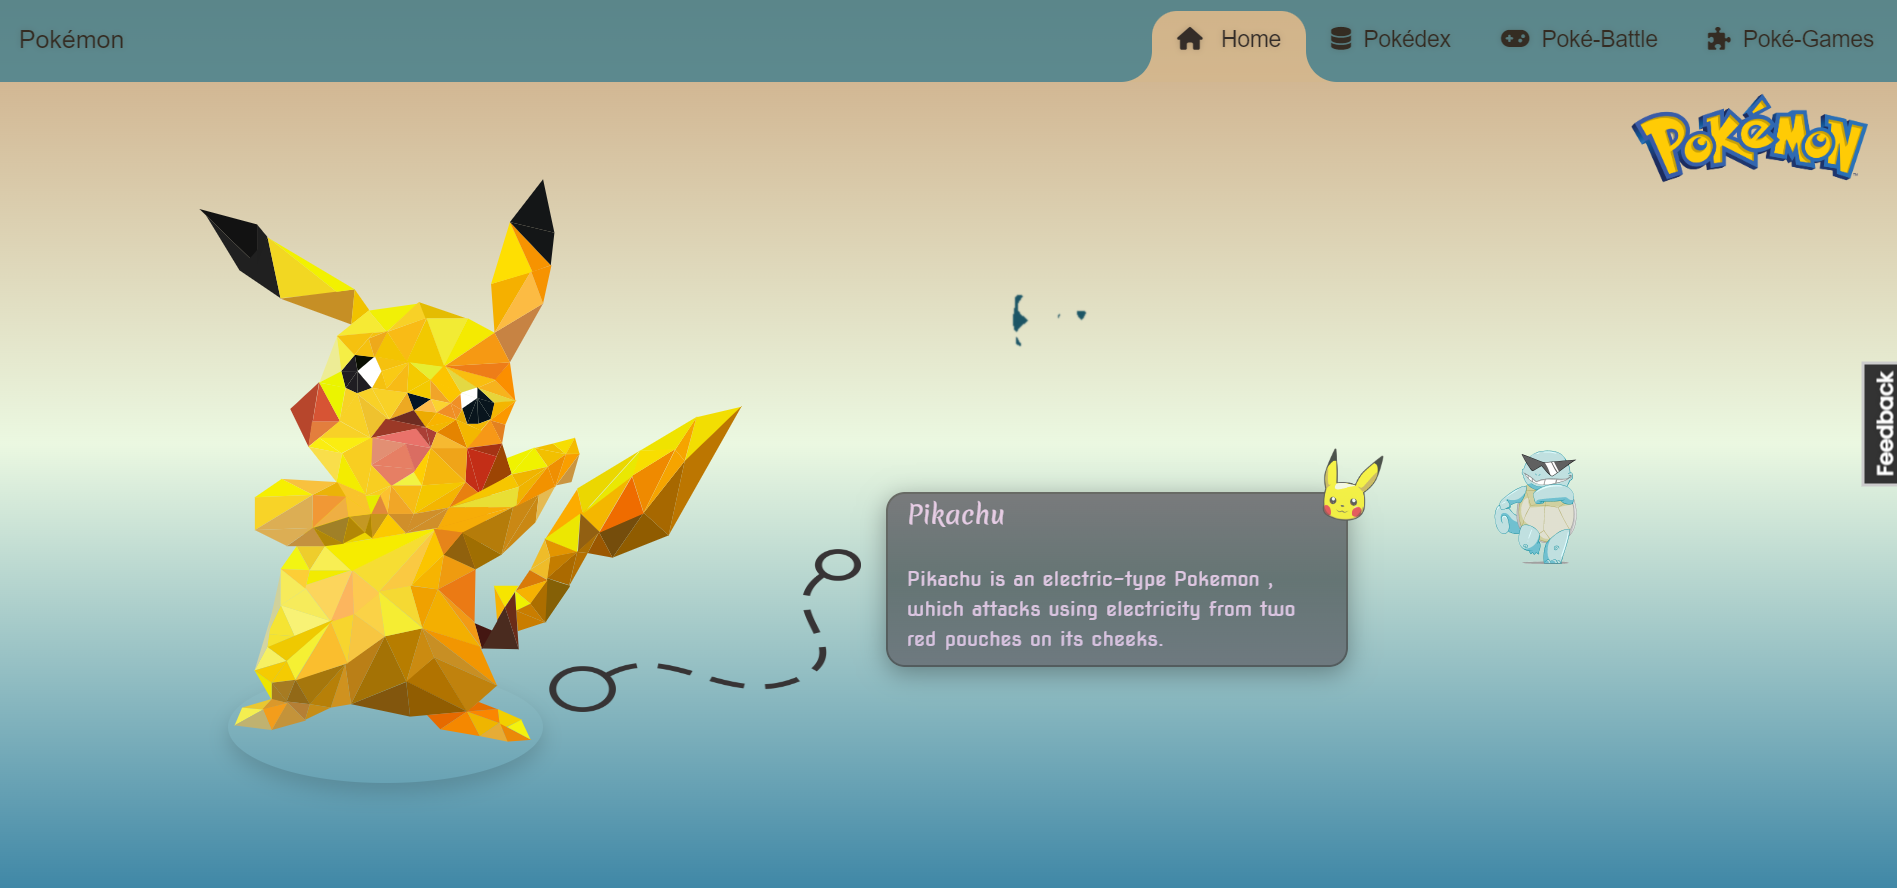 Pokémon
Home
Pokédex
Poké-Battle
Poké-Games
POKéMON
Feedback
Pikachu
Pikachu is an electric-type Pokemon ,
which attacks using electricity from two
red pouches on its cheeks.